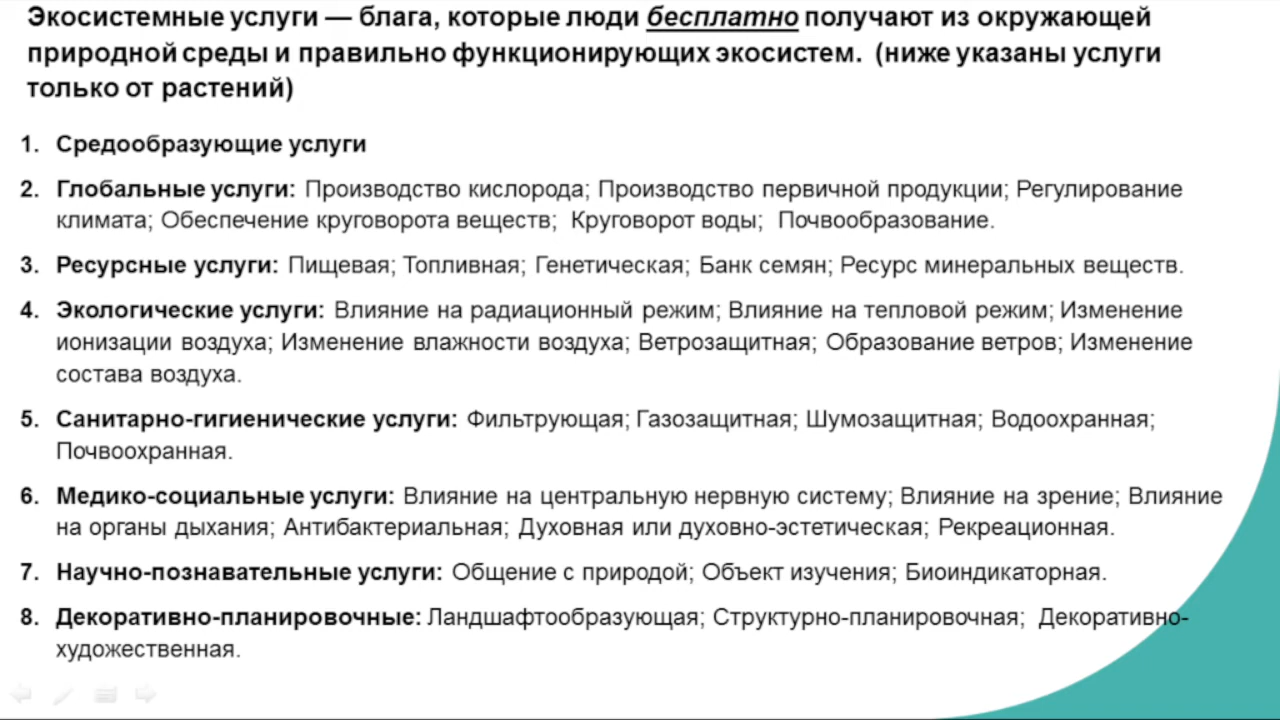 Экосистемные услуги — блага, которые люди бесплатно получают из окружающей
природной среды и правильно функционирующих экосистем. (ниже указаны услуги
только от растений)
1. Средообразующие услуги
2. Глобальные услуги: Производство кислорода; Производство первичной продукции; Регулирование
климата; Обеспечение круговорота веществ; Круговорот воды; Почвообразование.
3. Ресурсные услуги: Пищевая; Топливная; Генетическая; Банк семян; Ресурс минеральных веществ.
4. Экологические услуги: Влияние на радиационный режим; Влияние на тепловой режим; Изменение
ионизации воздуха; Изменение влажности воздуха; Ветрозащитная; Образование ветров; Изменение
состава воздуха.
5. Санитарно-гигиенические услуги: Фильтрующая; Газозащитная; Шумозащитная; Водоохранная;
Почвоохранная.
6. Медико-социальные услуги: Влияние на центральную нервную систему; Влияние на зрение; Влияние
на органы дыхания; Антибактериальная; Духовная или духовно-эстетическая; Рекреационная.
7. Научно-познавательные услуги: Общение с природой; Объект изучения; Биоиндикаторная.
8. Декоративно-планировочные: Ландшафтообразующая; Структурно-планировочная; Декоративно-
художественная.